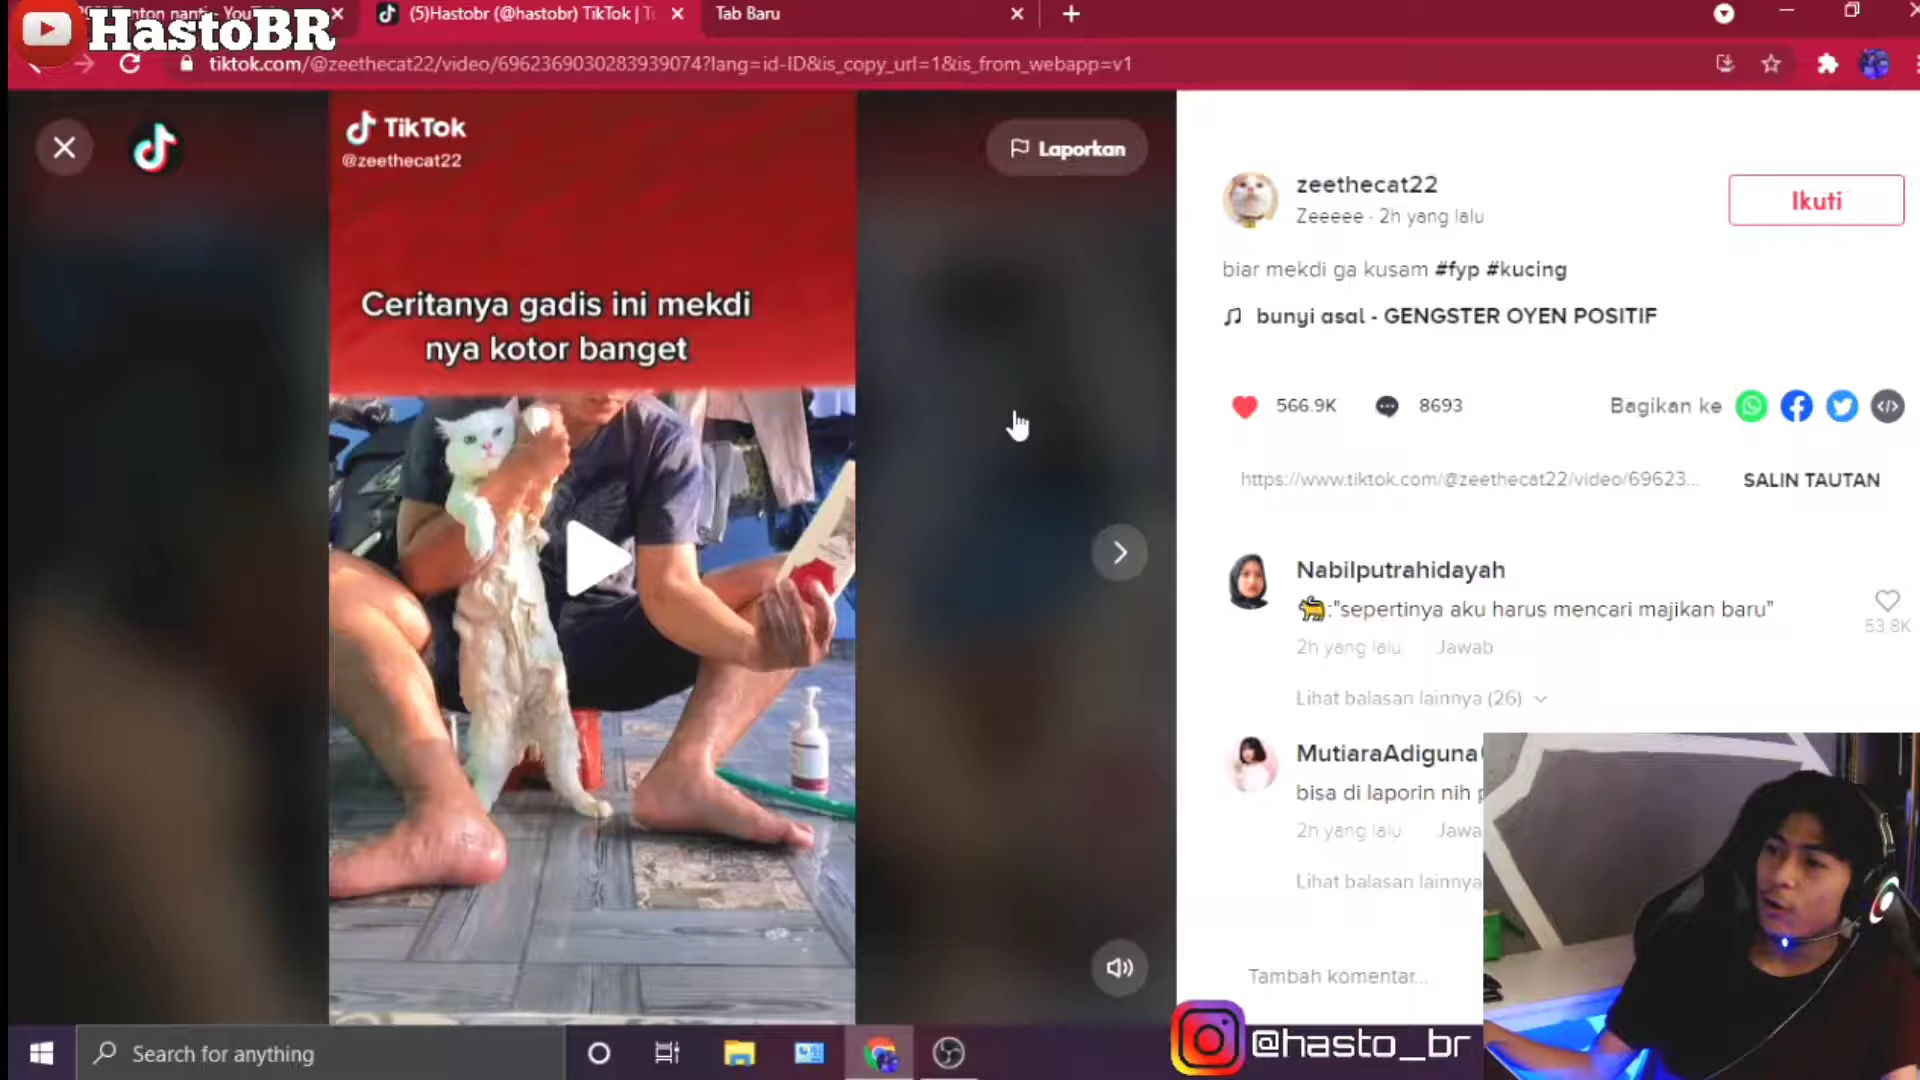 HastoBR
(5)Hastobr (@hastobr) TikTok |
Tab Baru
tiktok.com/@zeethecat22/video/6962369030283939074?lang=id-ID&is_copy_url=1&is_from_webapp=v1
TikTok
@zeethecat22
Laporkan
Ceritanya gadis ini mekdi
nya kotor banget
zeethecat22
Zeeeee · 2h yang lalu
Ikuti
biar mekdi ga kusam #fyp #kucing
bunyi asal - GENGSTER OYEN POSITIF
566.9K
8693
Bagikan ke
https://www.tiktok.com/@zeethecat22/video/69623...
SALIN TAUTAN
Nabilputrahidayah
:"sepertinya aku harus mencari majikan baru"
53.8K
2h yang lalu
Jawab
Lihat balasan lainnya (26)
MutiaraAdiguna
bisa di laporin nih
2h yang lalu
Jawa
Lihat balasan lainnya
Tambah komentar...
Search for anything
@hasto_br